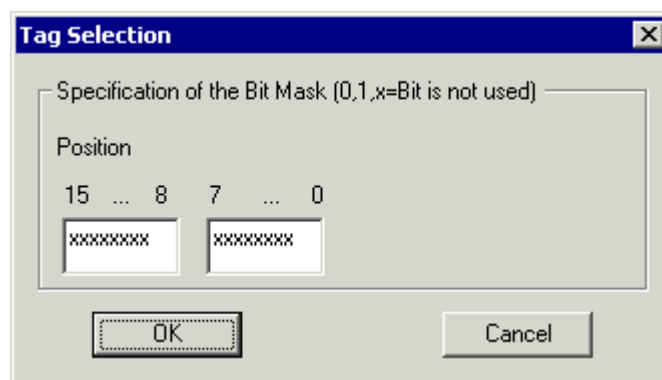 Tag Selection
Specification of the Bit Mask (0,1,x=Bit is not used)
Position
15 ... 8 7 ... 0
xxxxxxxx xxxxxxxx
OK Cancel